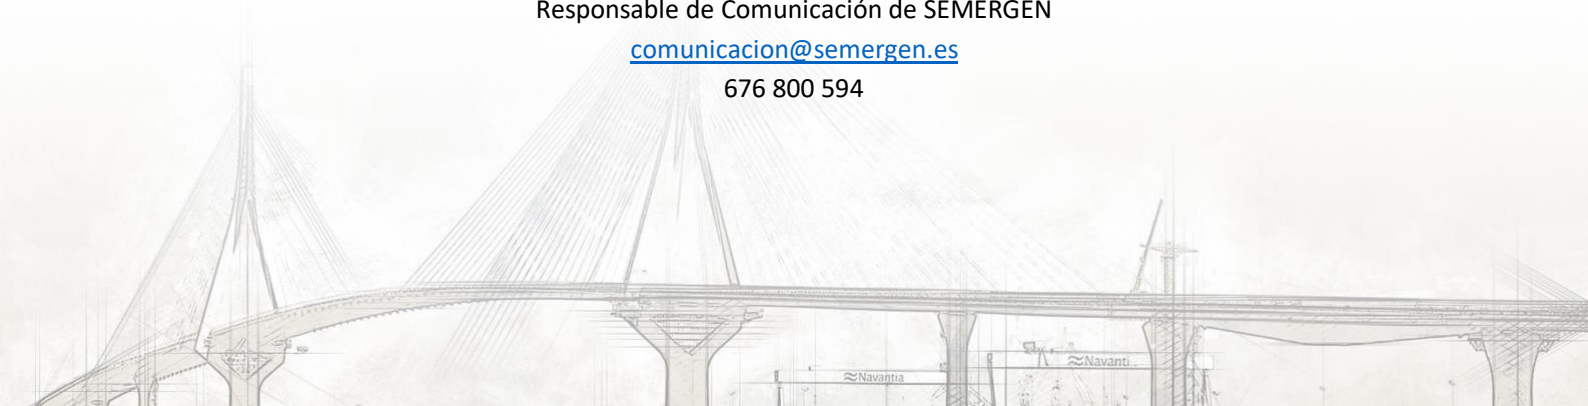 Responsable de Comunicación de SEMERGEN
comunicacion@semergen.es
676 800 594
≈Navanti
≈Navantia